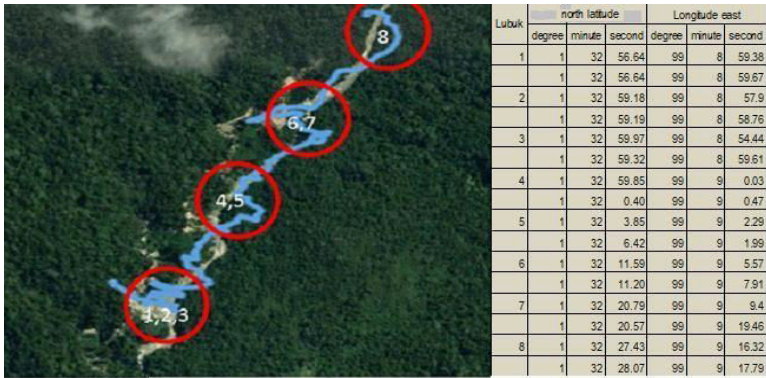 8
6,7
4,5
1,2,3
Lubuk north latitude Longitude east
degree minute second degree minute second
1 1 32 56.64 99 8 59.38
1 32 56.64 99 8 59.67
2 1 32 59.18 99 8 57.9
1 32 59.19 99 8 58.76
3 1 32 59.97 99 8 54.44
1 32 59.32 99 8 59.61
4 1 32 59.85 99 9 0.03
1 32 0.40 99 9 0.47
5 1 32 3.85 99 9 2.29
1 32 6.42 99 9 1.99
6 1 32 11.59 99 9 5.57
1 32 11.20 99 9 7.91
7 1 32 20.79 99 9 9.4
1 32 20.57 99 9 19.46
8 1 32 27.43 99 9 16.32
1 32 28.07 99 9 17.79